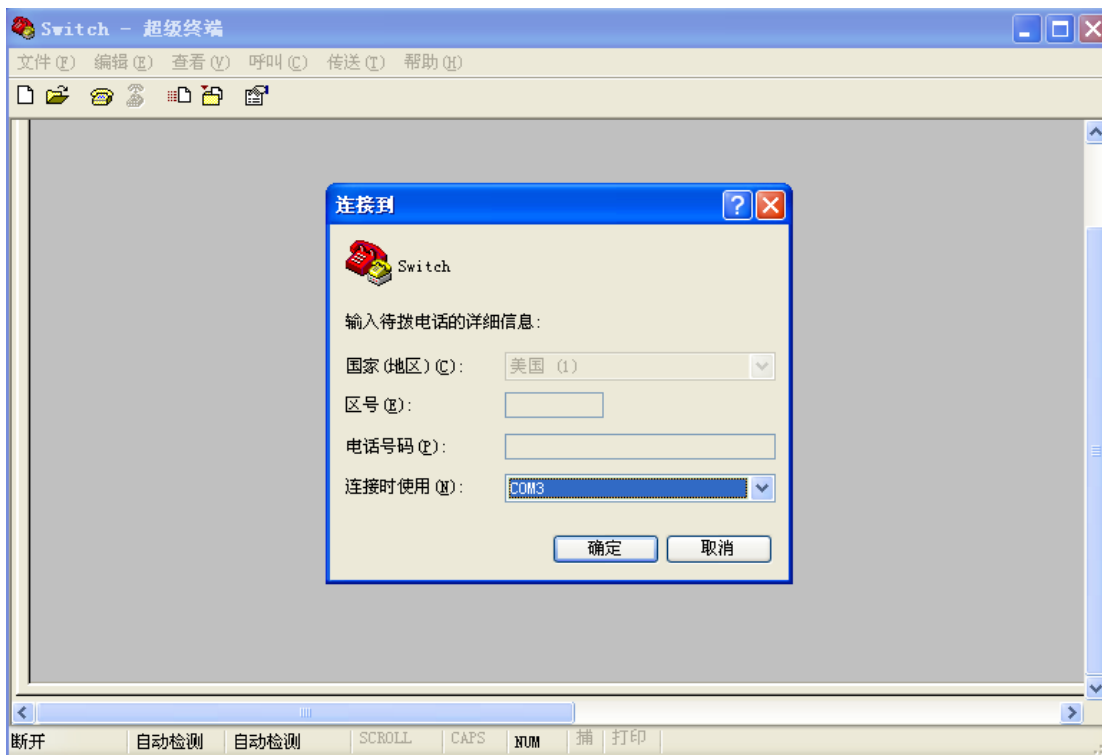 Switch - 超级终端
文件(F) 编辑(E) 查看(V) 呼叫(C) 传送(T) 帮助(H)
连接到
Switch
输入待拨电话的详细信息:
国家(地区)(C): 美国 (1)
区号(E):
电话号码(P):
连接时使用(N): COM3
确定 取消
断开 自动检测 自动检测 SCROLL CAPS NUM 捕 打印